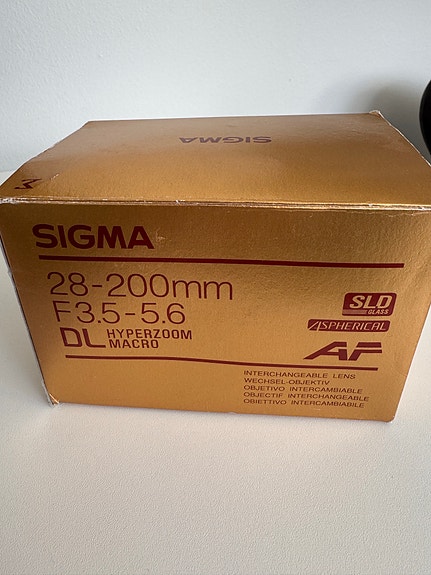 SIGMA
SIGMA
28-200mm
F3.5-5.6
DL HYPERZOOM
MACRO
SLD
GLASS
ASPHERICAL
AF
INTERCHANGEABLE LENS
WECHSEL-OBJEKTIV
OBJETIVO INTERCAMBIABLE
OBJECTIF INTERCHANGEABLE
OBIETTIVO INTERCAMBIABILE